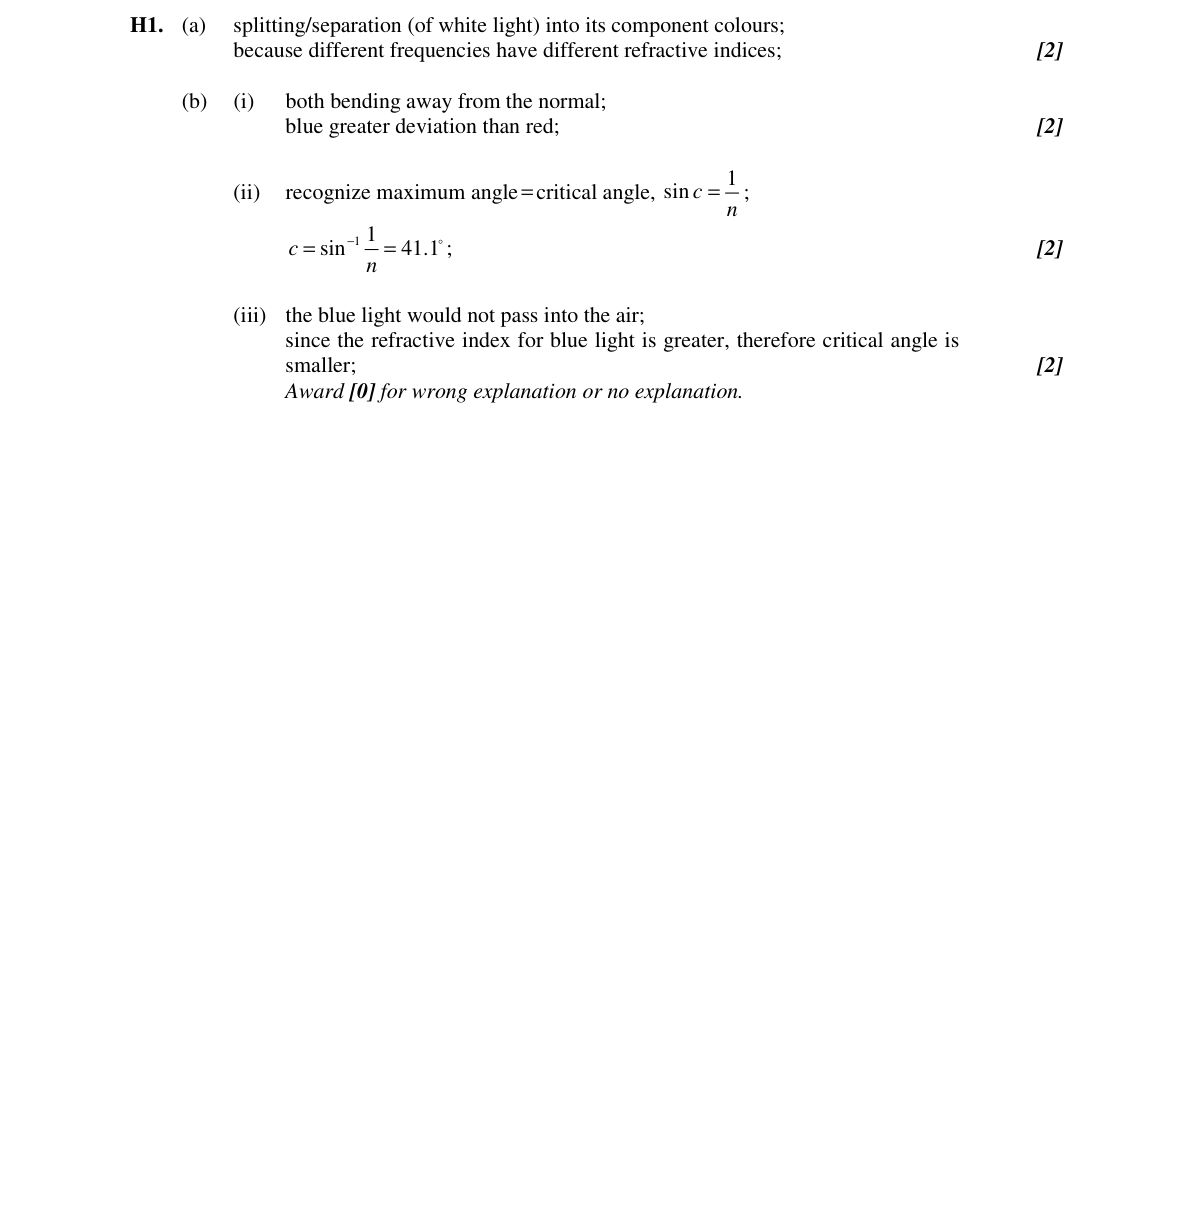 H1. (a) splitting/separation (of white light) into its component colours;
because different frequencies have different refractive indices; [2]
(b) (i) both bending away from the normal;
blue greater deviation than red; [2]
(ii) recognize maximum angle = critical angle, sin c = 1/n ;
c = sin⁻¹ 1/n = 41.1° ; [2]
(iii) the blue light would not pass into the air;
since the refractive index for blue light is greater, therefore critical angle is
smaller; [2]
Award [0] for wrong explanation or no explanation.